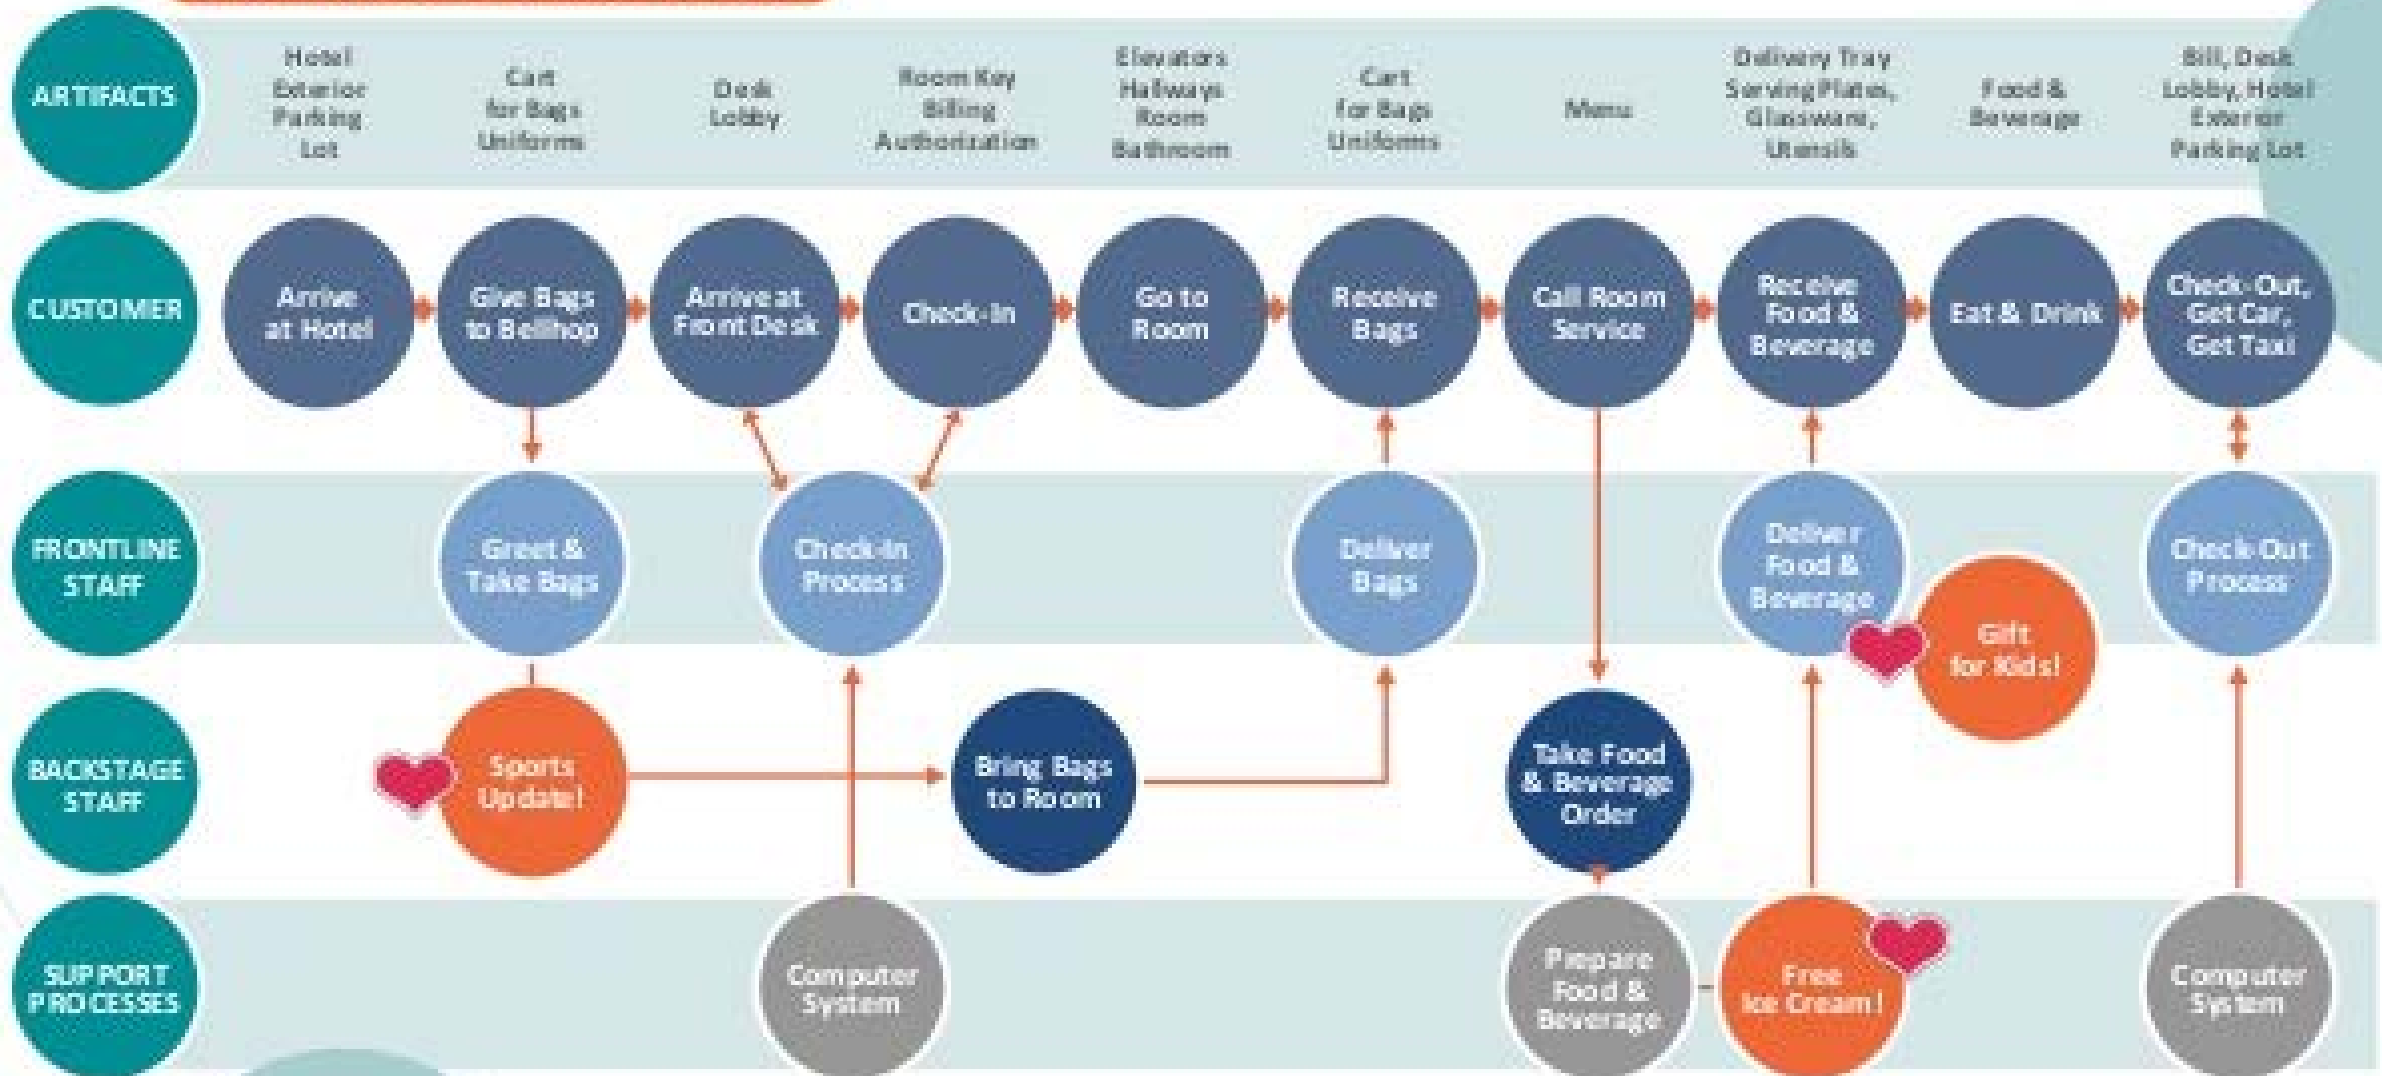 ARTIFACTS
Hotel
Exterior
Parking
Lot
Cart
for Bags
Uniforms
Desk
Lobby
Room Key
Billing
Authorization
Elevators
Hallways
Room
Bathroom
Cart
for Bags
Uniforms
Menu
Delivery Tray
Serving Plates,
Glassware,
Utensils
Food &
Beverage
Bill, Desk
Lobby, Hotel
Exterior
Parking Lot
CUSTOMER
Arrive
at Hotel
Give Bags
to Bellhop
Arrive at
Front Desk
Check-In
Go to
Room
Receive
Bags
Call Room
Service
Receive
Food &
Beverage
Eat & Drink
Check-Out,
Get Car,
Get Taxi
FRONTLINE
STAFF
Greet &
Take Bags
Check-In
Process
Deliver
Bags
Deliver
Food &
Beverage
Gift
for Kids!
Check-Out
Process
BACKSTAGE
STAFF
Sports
Update!
Bring Bags
to Room
Take Food
& Beverage
Order
SUPPORT
PROCESSES
Computer
System
Prepare
Food &
Beverage
Free
Ice Cream!
Computer
System